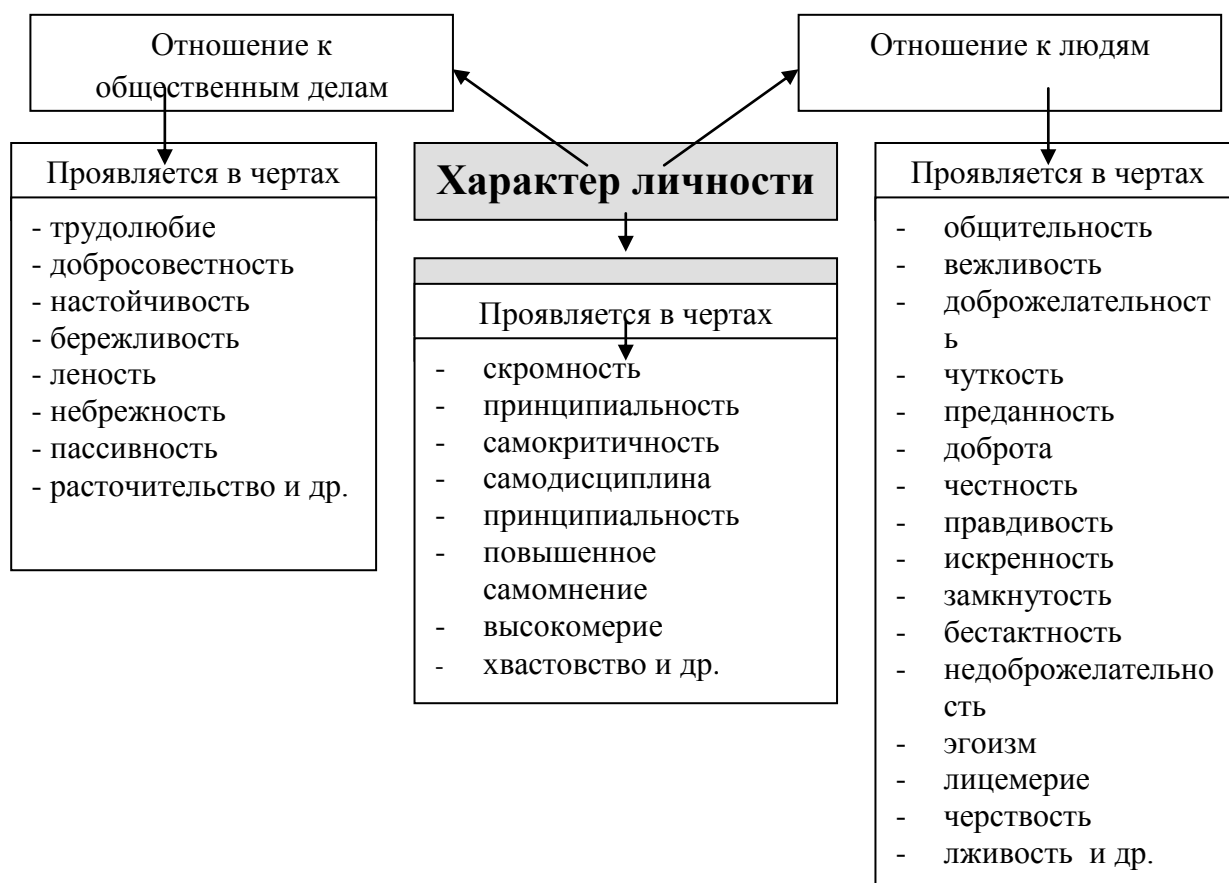 Отношение к
общественным делам
Отношение к людям
Проявляется в чертах
- трудолюбие
- добросовестность
- настойчивость
- бережливость
- леность
- небрежность
- пассивность
- расточительство и др.
Характер личности
Проявляется в чертах
- скромность
- принципиальность
- самокритичность
- самодисциплина
- принципиальность
- повышенное
самомнение
- высокомерие
- хвастовство и др.
Проявляется в чертах
- общительность
- вежливость
- доброжелательност
ь
- чуткость
- преданность
- доброта
- честность
- правдивость
- искренность
- замкнутость
- бестактность
- недоброжелательно
сть
- эгоизм
- лицемерие
- черствость
- лживость и др.